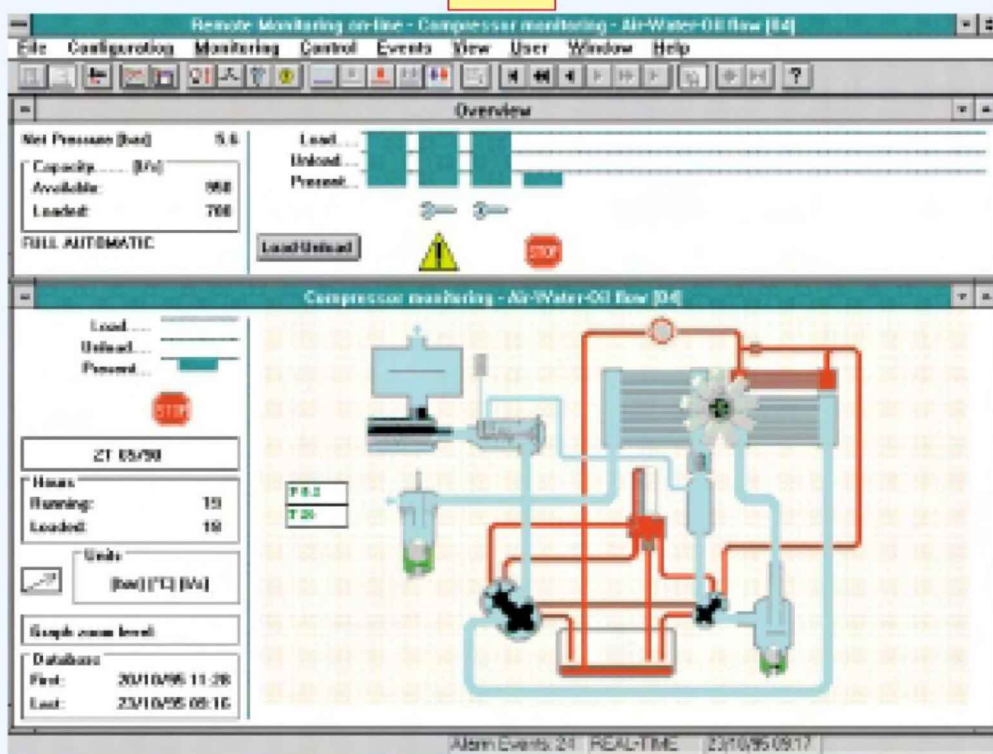 Remote Monitoring on-line - Compressor monitoring - Air-Water-Oil flow [04]
File Configuration Monitoring Control Events View User Window Help
?
Overview
Net Pressure [bar] 5.6
Capacity...... [l/s]
Available: 950
Loaded: 700
FULL AUTOMATIC
Load....
Unload...
Present...
Load-Unload
STOP
Compressor monitoring - Air-Water-Oil flow [04]
Load.....
Unload....
Present...
STOP
ZT 05/90
Hours
Running: 19
Loaded: 18
Units
[bar] [°C] [l/s]
Graph zoom level:
Database
First: 20/10/95 11:28
Last: 23/10/95 09:16
Alarm Events: 24 REAL-TIME 23/10/95 09:17